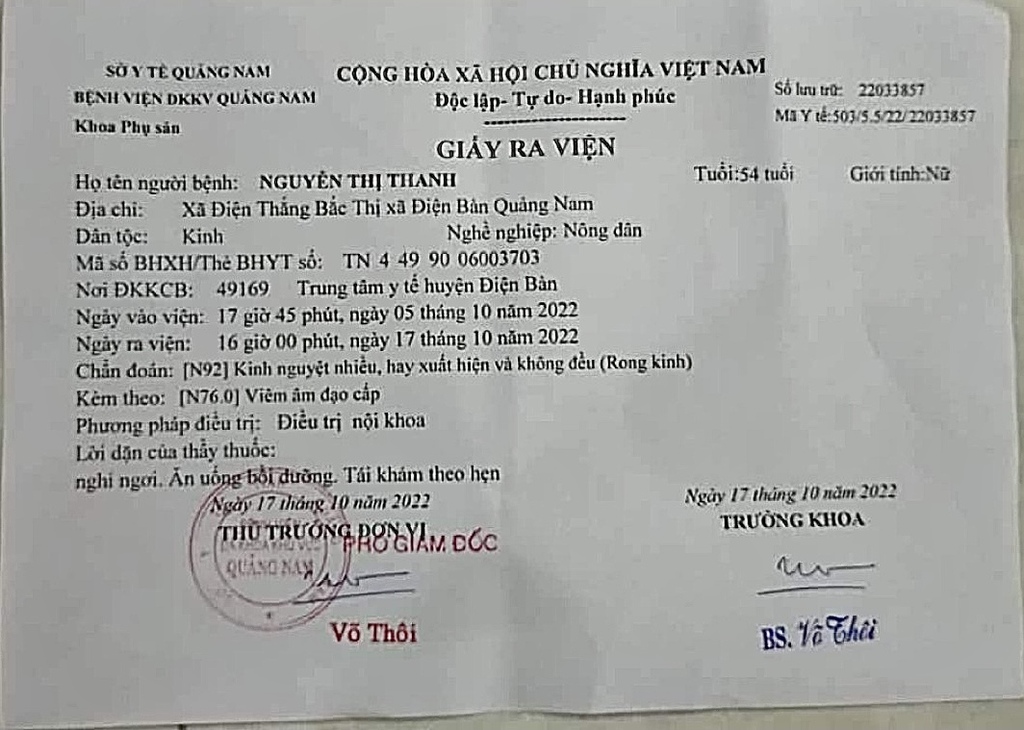 SỞ Y TẾ QUẢNG NAM
BỆNH VIỆN DKKV QUẢNG NAM
Khoa Phụ sản
CỘNG HÒA XÃ HỘI CHỦ NGHĨA VIỆT NAM
Độc lập- Tự do- Hạnh phúc
Số lưu trữ: 22033857
Mã Y tế:503/5.5/22/22033857
GIẤY RA VIỆN
Họ tên người bệnh: NGUYỄN THỊ THANH Tuổi:54 tuổi Giới tính:Nữ
Địa chỉ: Xã Điện Thắng Bắc Thị xã Điện Bàn Quảng Nam
Dân tộc: Kinh Nghề nghiệp: Nông dân
Mã số BHXH/Thẻ BHYT số: TN 4 49 90 06003703
Nơi ĐKKCB: 49169 Trung tâm y tế huyện Điện Bàn
Ngày vào viện: 17 giờ 45 phút, ngày 05 tháng 10 năm 2022
Ngày ra viện: 16 giờ 00 phút, ngày 17 tháng 10 năm 2022
Chẩn đoán: [N92] Kinh nguyệt nhiều, hay xuất hiện và không đều (Rong kinh)
Kèm theo: [N76.0] Viêm âm đạo cấp
Phương pháp điều trị: Điều trị nội khoa
Lời dặn của thầy thuốc:
nghỉ ngơi. Ăn uống bồi dưỡng. Tái khám theo hẹn
Ngày 17 tháng 10 năm 2022
THỦ TRƯỞNG ĐƠN VỊ
PHÓ GIÁM ĐỐC
ĐA KHOA KHU VỰC
QUẢNG NAM
Võ Thôi
Ngày 17 tháng 10 năm 2022
TRƯỞNG KHOA
BS. Võ Thôi